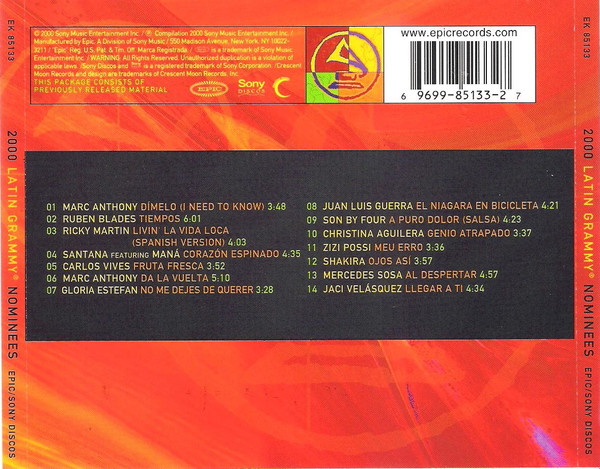 EK 85133
2000 LATIN GRAMMY® NOMINEES EPIC/SONY DISCOS
© 2000 Sony Music Entertainment Inc. / ℗ Compilation 2000 Sony Music Entertainment Inc. /
Manufactured by Epic, A Division of Sony Music / 550 Madison Avenue, New York, NY 10022-
3211 / "Epic" Reg. U.S. Pat. & Tm. Off. Marca Registrada. / is a trademark of Sony Music
Entertainment Inc. / WARNING: All Rights Reserved. Unauthorized duplication is a violation of
applicable laws. /Sony Discos and is a registered trademark of Sony Corporation. /Crescent
Moon Records and design are trademarks of Crescent Moon Records, Inc.
THIS PACKAGE CONSISTS OF
PREVIOUSLY RELEASED MATERIAL
EPIC
Sony
DISCOS
www.epicrecords.com
6 9699-85133-2 7
01 MARC ANTHONY DÍMELO (I NEED TO KNOW) 3:48
02 RUBEN BLADES TIEMPOS 6:01
03 RICKY MARTIN LIVIN' LA VIDA LOCA
(SPANISH VERSION) 4:03
04 SANTANA FEATURING MANÁ CORAZÓN ESPINADO 4:35
05 CARLOS VIVES FRUTA FRESCA 3:52
06 MARC ANTHONY DA LA VUELTA 5:10
07 GLORIA ESTEFAN NO ME DEJES DE QUERER 3:28
08 JUAN LUIS GUERRA EL NIAGARA EN BICICLETA 4:21
09 SON BY FOUR A PURO DOLOR (SALSA) 4:23
10 CHRISTINA AGUILERA GENIO ATRAPADO 3:37
11 ZIZI POSSI MEU ERRO 3:36
12 SHAKIRA OJOS ASÍ 3:57
13 MERCEDES SOSA AL DESPERTAR 4:57
14 JACI VELÁSQUEZ LLEGAR A TI 4:34
EK 85133
2000 LATIN GRAMMY® NOMINEES EPIC/SONY DISCOS